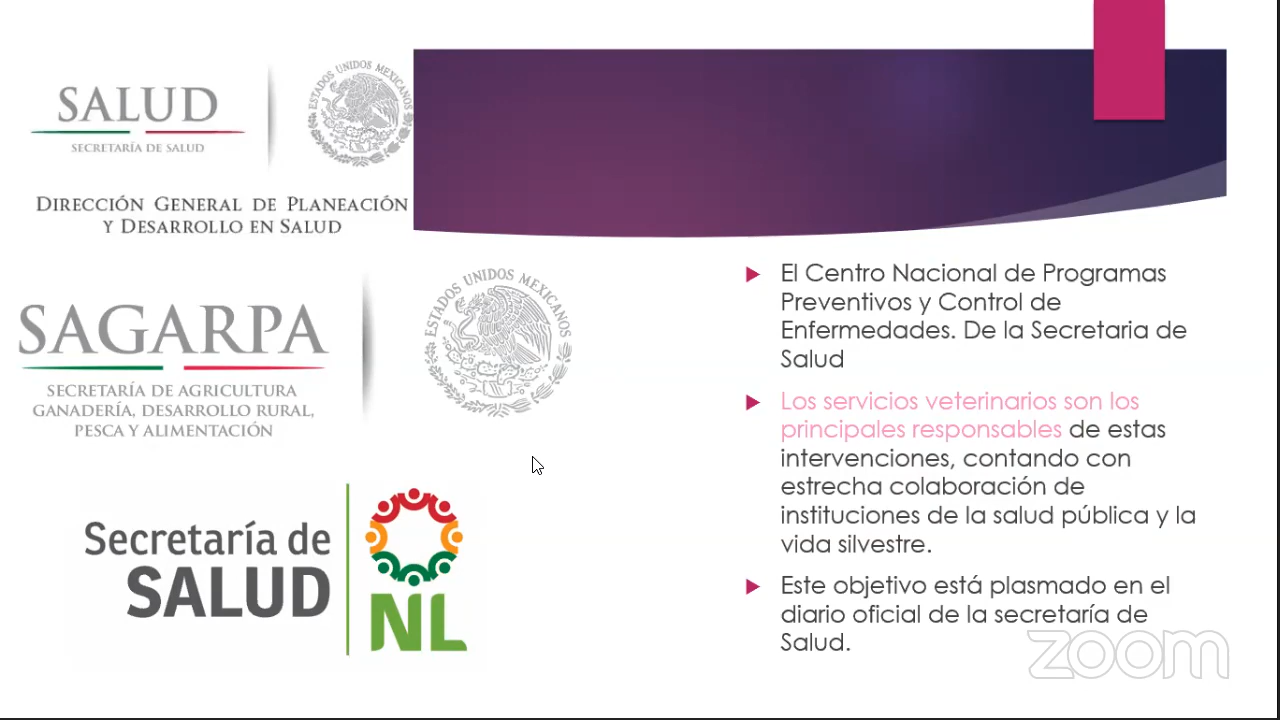 SALUD
SECRETARÍA DE SALUD
ESTADOS UNIDOS MEXICANOS
DIRECCIÓN GENERAL DE PLANEACIÓN
Y DESARROLLO EN SALUD
SAGARPA
SECRETARÍA DE AGRICULTURA
GANADERÍA, DESARROLLO RURAL,
PESCA Y ALIMENTACIÓN
ESTADOS UNIDOS MEXICANOS
Secretaría de
SALUD
NL
El Centro Nacional de Programas
Preventivos y Control de
Enfermedades. De la Secretaria de
Salud
Los servicios veterinarios son los
principales responsables de estas
intervenciones, contando con
estrecha colaboración de
instituciones de la salud pública y la
vida silvestre.
Este objetivo está plasmado en el
diario oficial de la secretaría de
Salud.
zoom